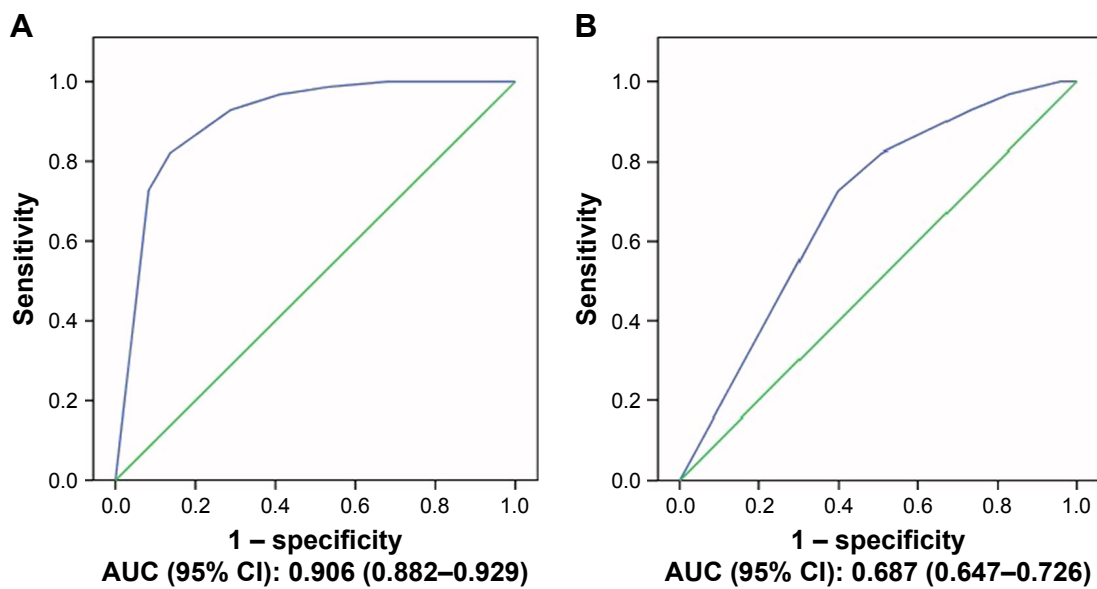 A
B
Sensitivity
1.0
0.8
0.6
0.4
0.2
0.0
0.0 0.2 0.4 0.6 0.8 1.0
1 – specificity
AUC (95% CI): 0.906 (0.882–0.929)
Sensitivity
1.0
0.8
0.6
0.4
0.2
0.0
0.0 0.2 0.4 0.6 0.8 1.0
1 – specificity
AUC (95% CI): 0.687 (0.647–0.726)